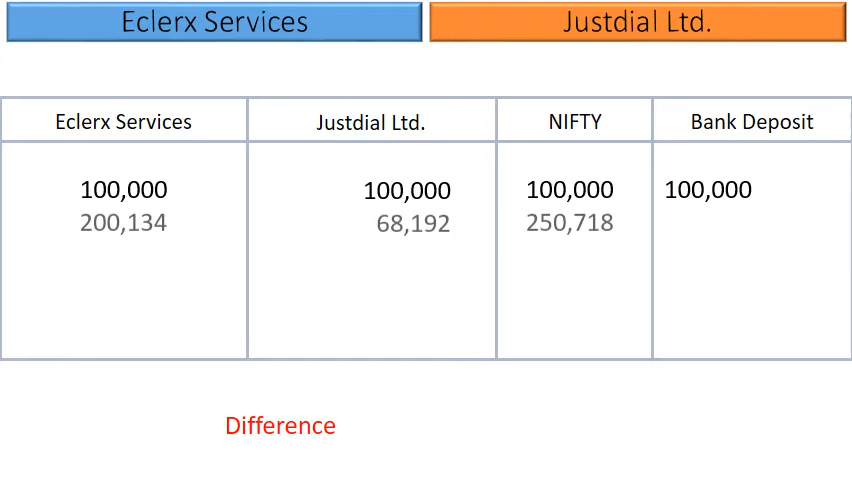 Eclerx Services
Justdial Ltd.
Eclerx Services Justdial Ltd. NIFTY Bank Deposit
100,000 100,000 100,000 100,000
200,134 68,192 250,718
Difference